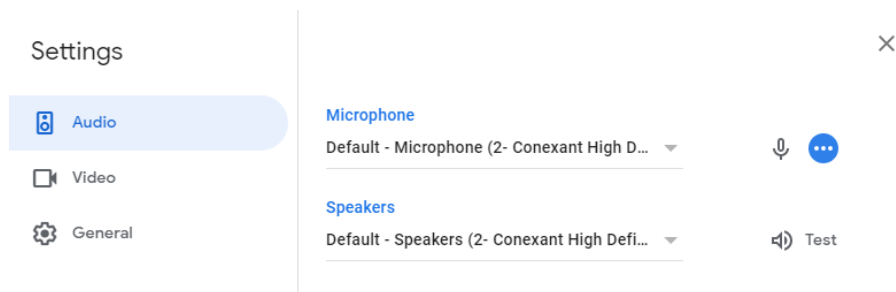 Settings
Audio
Video
General
Microphone
Default - Microphone (2- Conexant High D...
Speakers
Default - Speakers (2- Conexant High Defi...
Test